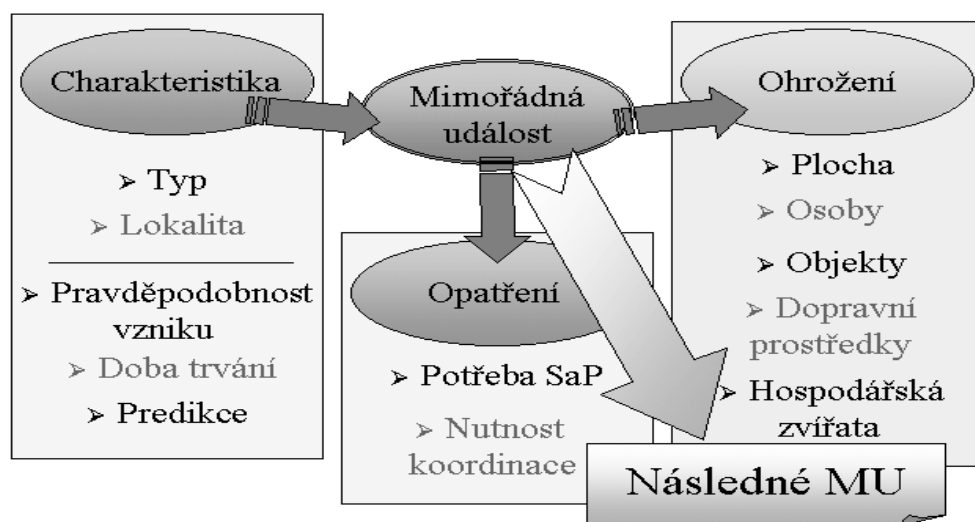 Charakteristika
➢ Typ
➢ Lokalita
➢ Pravděpodobnost
vzniku
➢ Doba trvání
➢ Predikce
Mimořádná
událost
Opatření
➢ Potřeba SaP
➢ Nutnost
koordinace
Ohrožení
➢ Plocha
➢ Osoby
➢ Objekty
➢ Dopravní
prostředky
➢ Hospodářská
zvířata
Následné MU